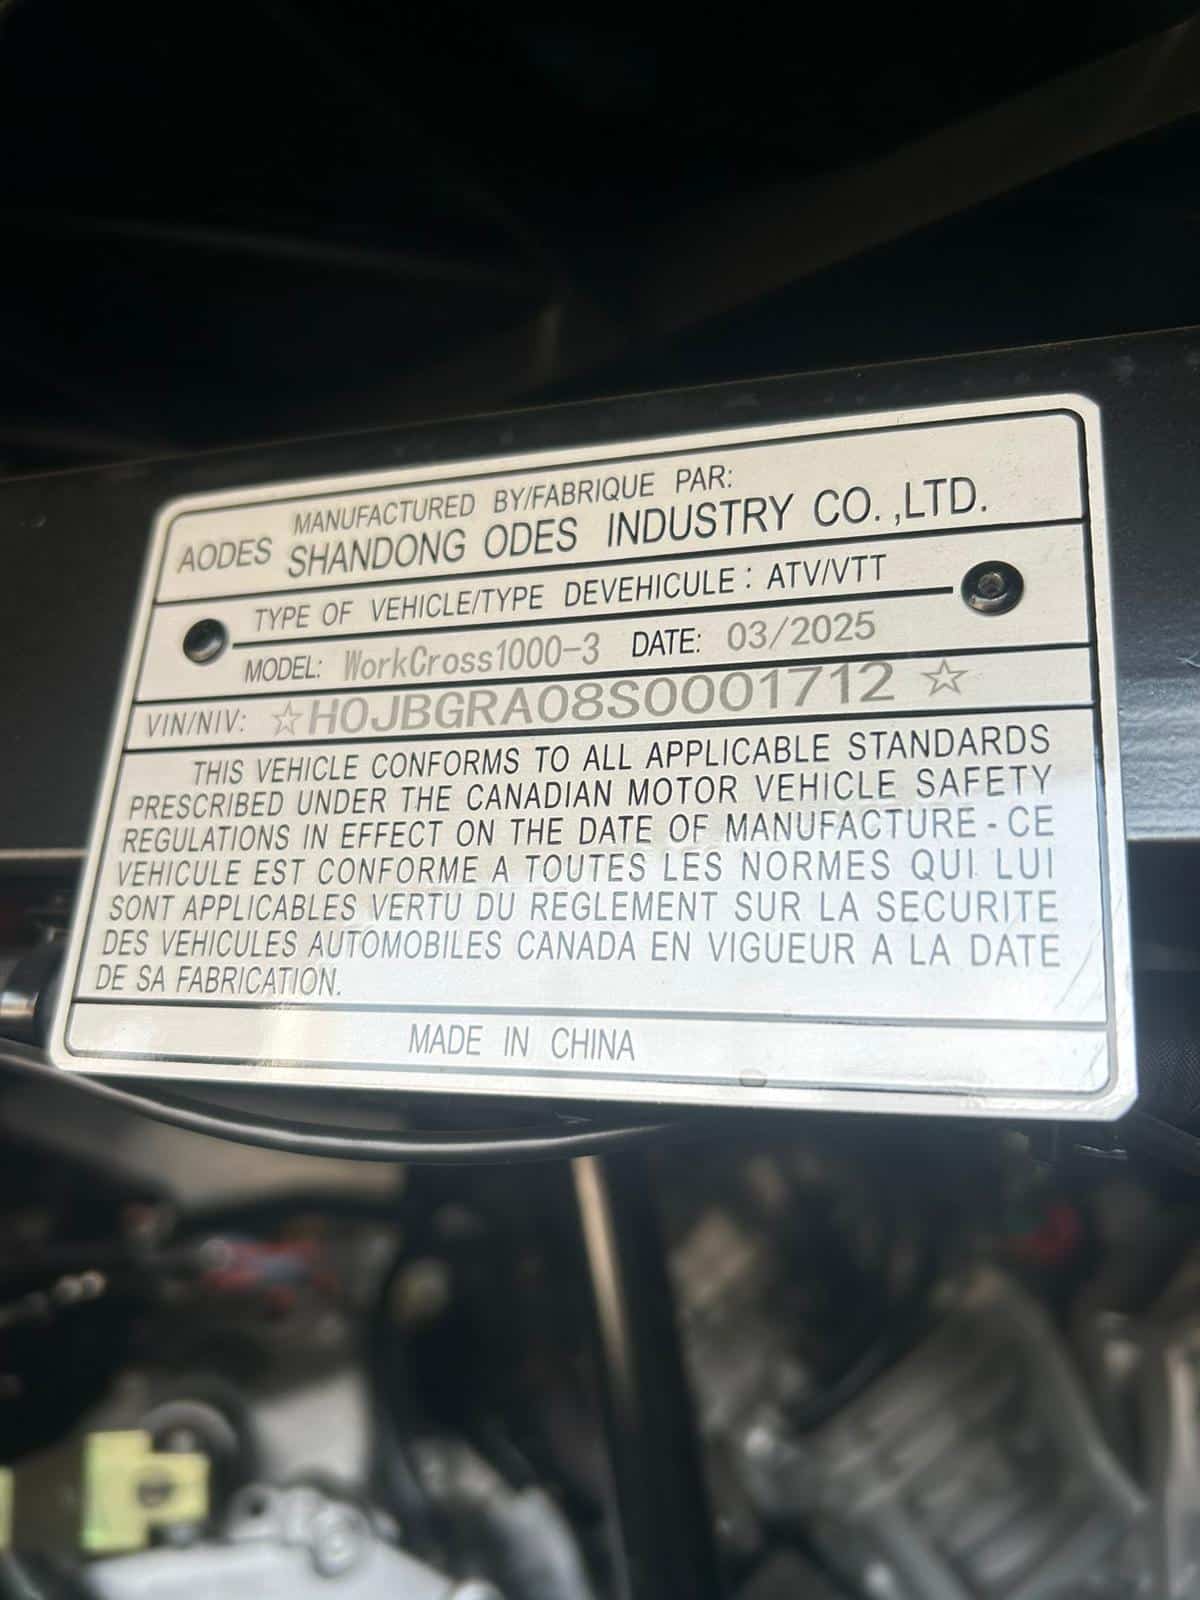 MANUFACTURED BY/FABRIQUE PAR:
AODES SHANDONG ODES INDUSTRY CO.,LTD.
TYPE OF VEHICLE/TYPE DEVEHICULE: ATV/VTT
MODEL: WorkCross1000-3 DATE: 03/2025
VIN/NIV: ☆H0JBGRA08S0001712☆
THIS VEHICLE CONFORMS TO ALL APPLICABLE STANDARDS
PRESCRIBED UNDER THE CANADIAN MOTOR VEHICLE SAFETY
REGULATIONS IN EFFECT ON THE DATE OF MANUFACTURE - CE
VEHICULE EST CONFORME A TOUTES LES NORMES QUI LUI
SONT APPLICABLES VERTU DU REGLEMENT SUR LA SECURITE
DES VEHICULES AUTOMOBILES CANADA EN VIGUEUR A LA DATE
DE SA FABRICATION.
MADE IN CHINA